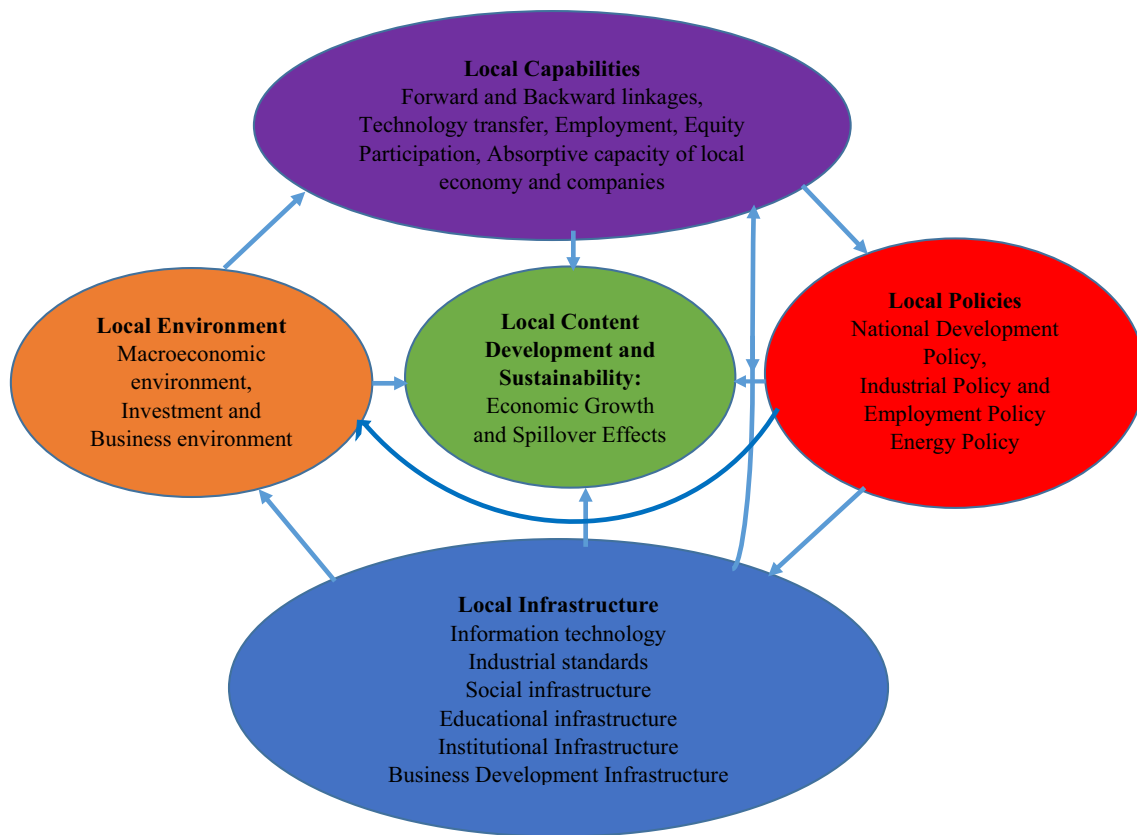 Local Capabilities
Forward and Backward linkages,
Technology transfer, Employment, Equity
Participation, Absorptive capacity of local
economy and companies
Local Environment
Macroeconomic
environment,
Investment and
Business environment
Local Content
Development and
Sustainability:
Economic Growth
and Spillover Effects
Local Policies
National Development
Policy,
Industrial Policy and
Employment Policy
Energy Policy
Local Infrastructure
Information technology
Industrial standards
Social infrastructure
Educational infrastructure
Institutional Infrastructure
Business Development Infrastructure